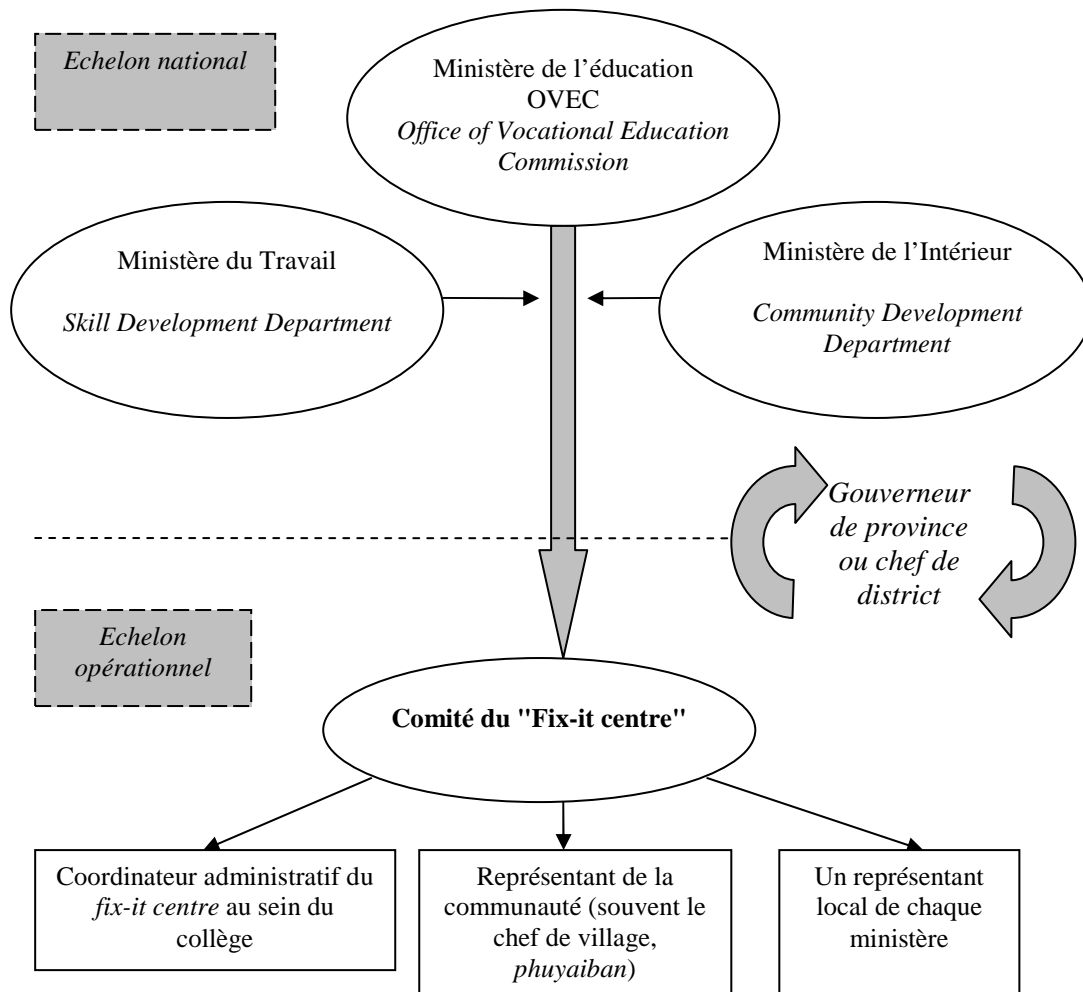 Echelon national
Ministère de l’éducation
OVEC
Office of Vocational Education
Commission
Ministère du Travail
Skill Development Department
Ministère de l’Intérieur
Community Development
Department
Gouverneur
de province
ou chef de
district
Echelon
opérationnel
Comité du "Fix-it centre"
Coordinateur administratif du
fix-it centre au sein du
collège
Représentant de la
communauté (souvent le
chef de village,
phuyaiban)
Un représentant
local de chaque
ministère